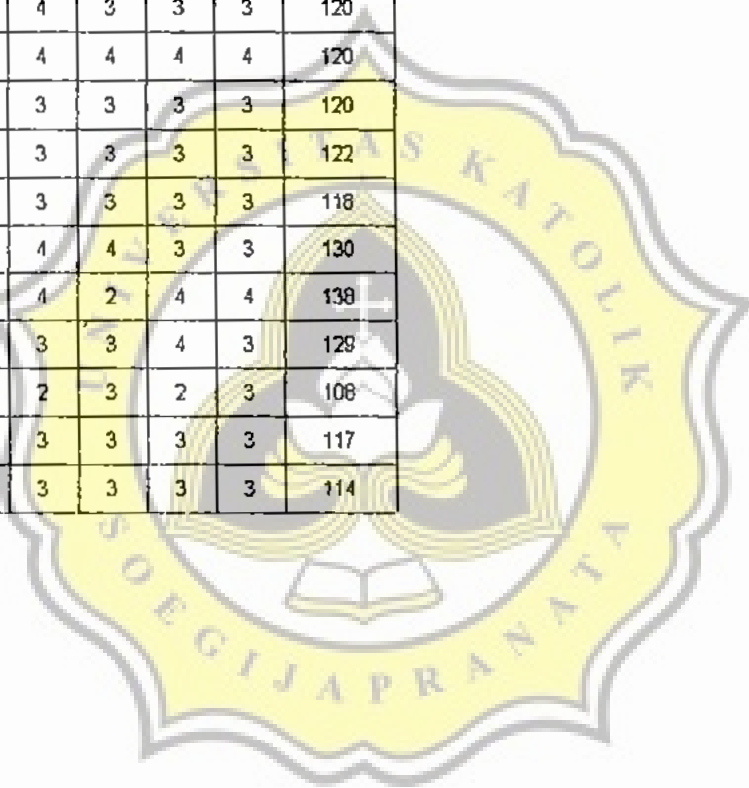 4 3 3 3 120
4 4 4 4 120
3 3 3 3 120
3 3 3 3 122
3 3 3 3 118
4 4 3 3 130
4 2 4 4 138
3 3 4 3 129
2 3 2 3 108
3 3 3 3 117
3 3 3 3 114
UNIVERSITAS KATOLIK
SOEGIJAPRANATA